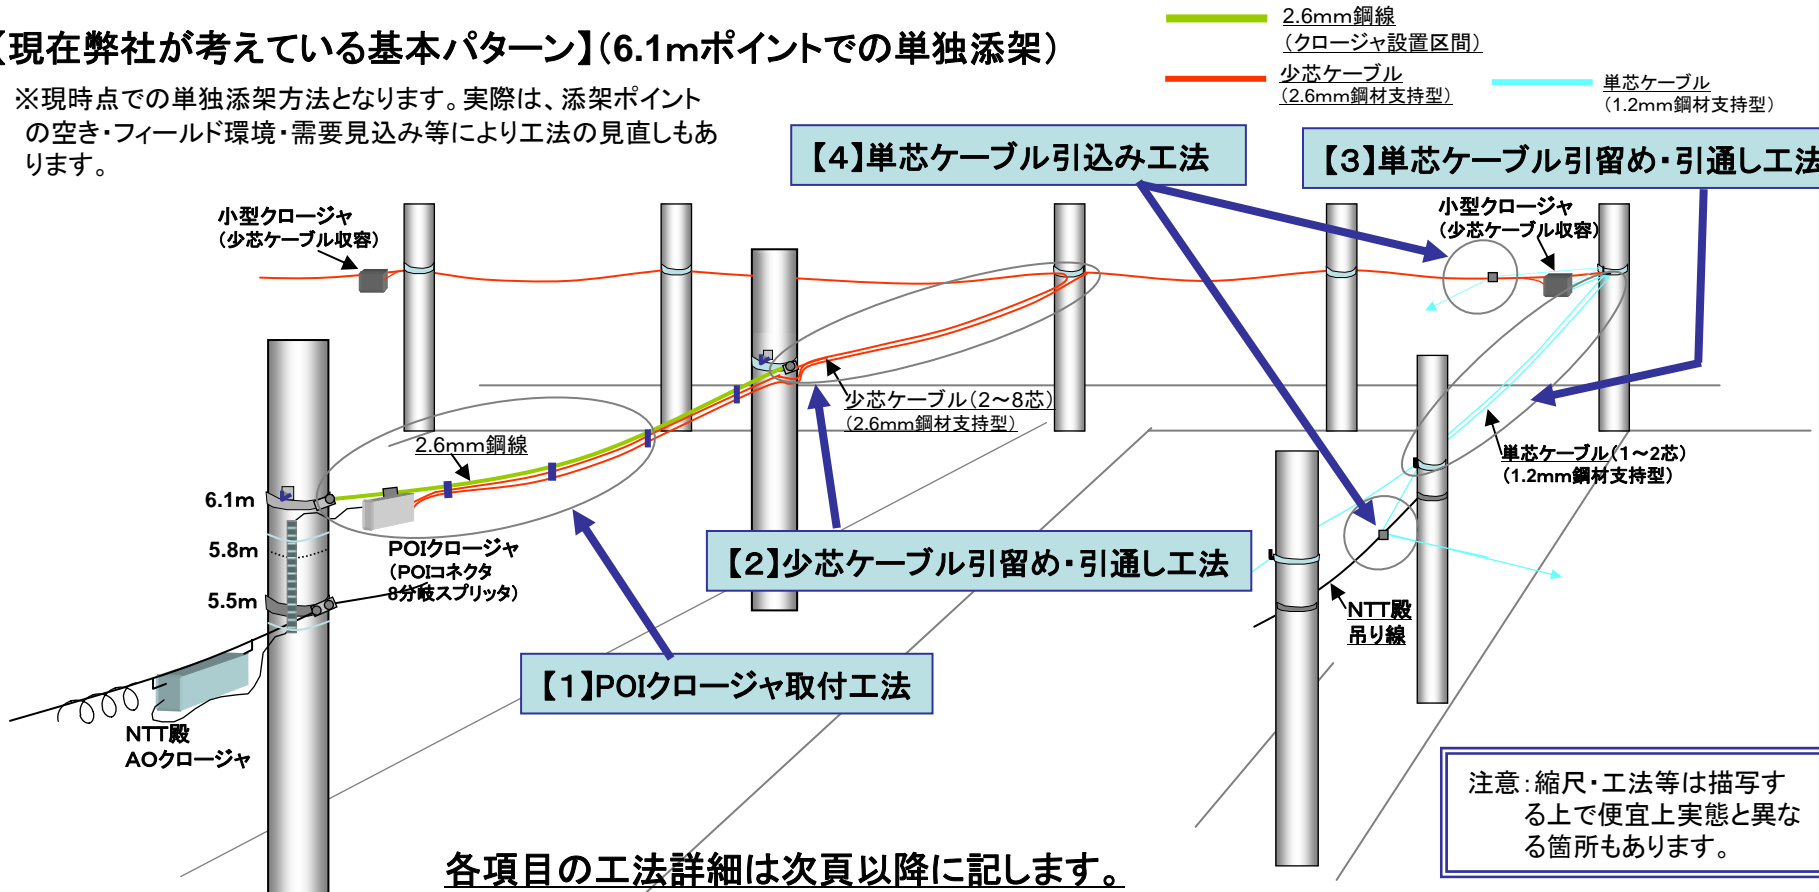 【現在弊社が考えている基本パターン】(6.1mポイントでの単独添架)
※現時点での単独添架方法となります。実際は、添架ポイント
の空き・フィールド環境・需要見込み等により工法の見直しもあ
ります。
2.6mm鋼線
(クロージャ設置区間)
少芯ケーブル
(2.6mm鋼材支持型)
単芯ケーブル
(1.2mm鋼材支持型)
【4】単芯ケーブル引込み工法
【3】単芯ケーブル引留め・引通し工法
小型クロージャ
(少芯ケーブル収容)
小型クロージャ
(少芯ケーブル収容)
少芯ケーブル(2～8芯)
(2.6mm鋼材支持型)
2.6mm鋼線
単芯ケーブル(1～2芯)
(1.2mm鋼材支持型)
6.1m
5.8m
5.5m
POIクロージャ
(POIコネクタ
8分岐スプリッタ)
【2】少芯ケーブル引留め・引通し工法
NTT殿
吊り線
【1】POIクロージャ取付工法
NTT殿
AOクロージャ
注意:縮尺・工法等は描写す
る上で便宜上実態と異な
る箇所もあります。
各項目の工法詳細は次頁以降に記します。